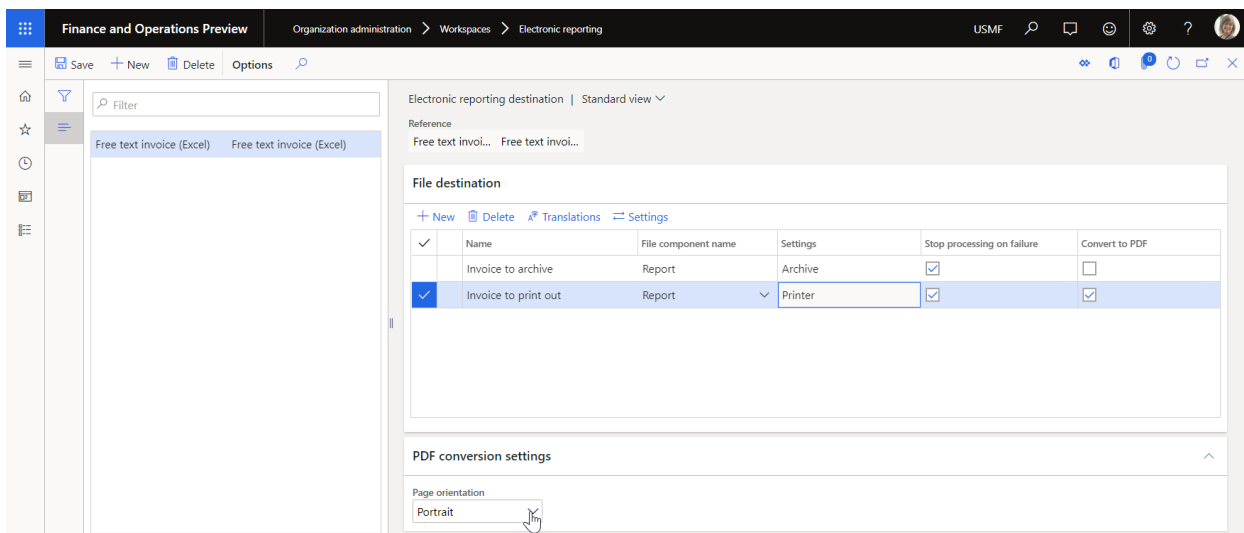 Finance and Operations Preview Organization administration Workspaces Electronic reporting USMF ?
Save New Delete Options 0
Filter
Free text invoice (Excel) Free text invoice (Excel)
Electronic reporting destination | Standard view
Reference
Free text invoi... Free text invoi...
File destination
New Delete Translations Settings
Name File component name Settings Stop processing on failure Convert to PDF
Invoice to archive Report Archive
Invoice to print out Report Printer
PDF conversion settings
Page orientation
Portrait